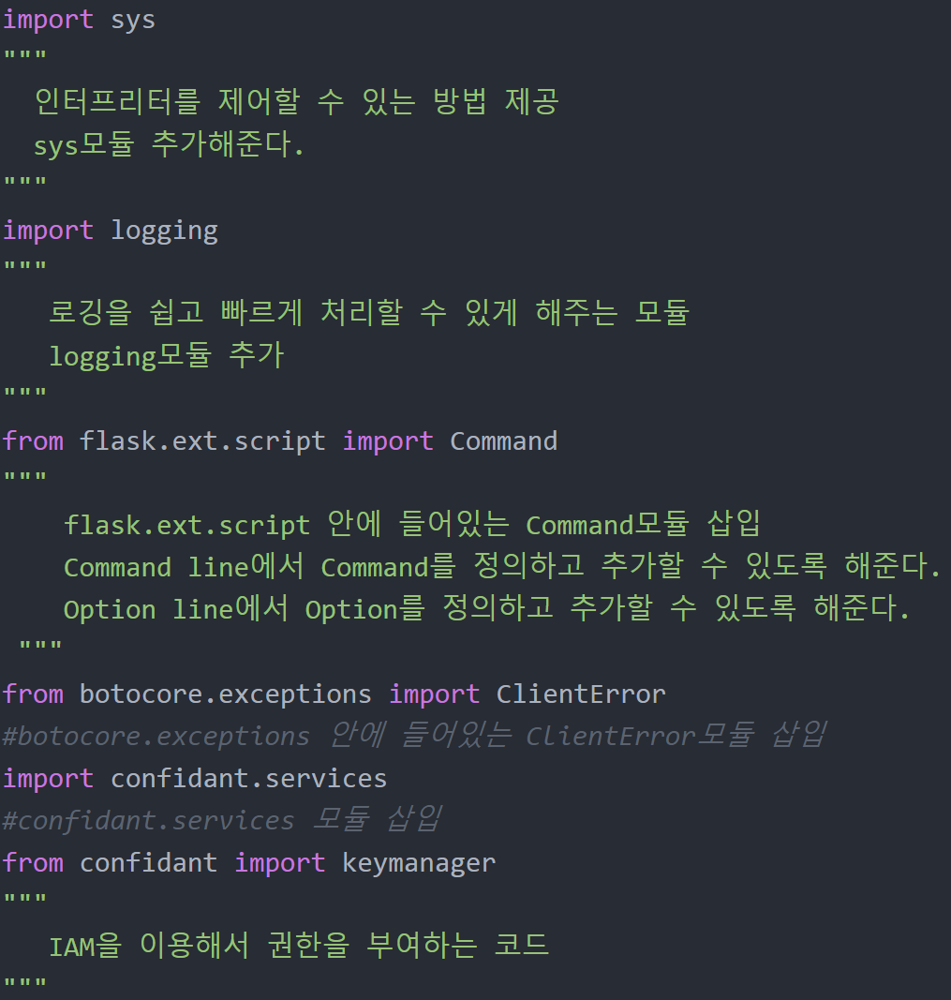 import sys
"""
  인터프리터를 제어할 수 있는 방법 제공
  sys모듈 추가해준다.
"""
import logging
"""
   로깅을 쉽고 빠르게 처리할 수 있게 해주는 모듈
   logging모듈 추가
"""
from flask.ext.script import Command
"""
    flask.ext.script 안에 들어있는 Command모듈 삽입
    Command line에서 Command를 정의하고 추가할 수 있도록 해준다.
    Option line에서 Option를 정의하고 추가할 수 있도록 해준다.
 """
from botocore.exceptions import ClientError
#botocore.exceptions 안에 들어있는 ClientError모듈 삽입
import confidant.services
#confidant.services 모듈 삽입
from confidant import keymanager
"""
   IAM을 이용해서 권한을 부여하는 코드
"""